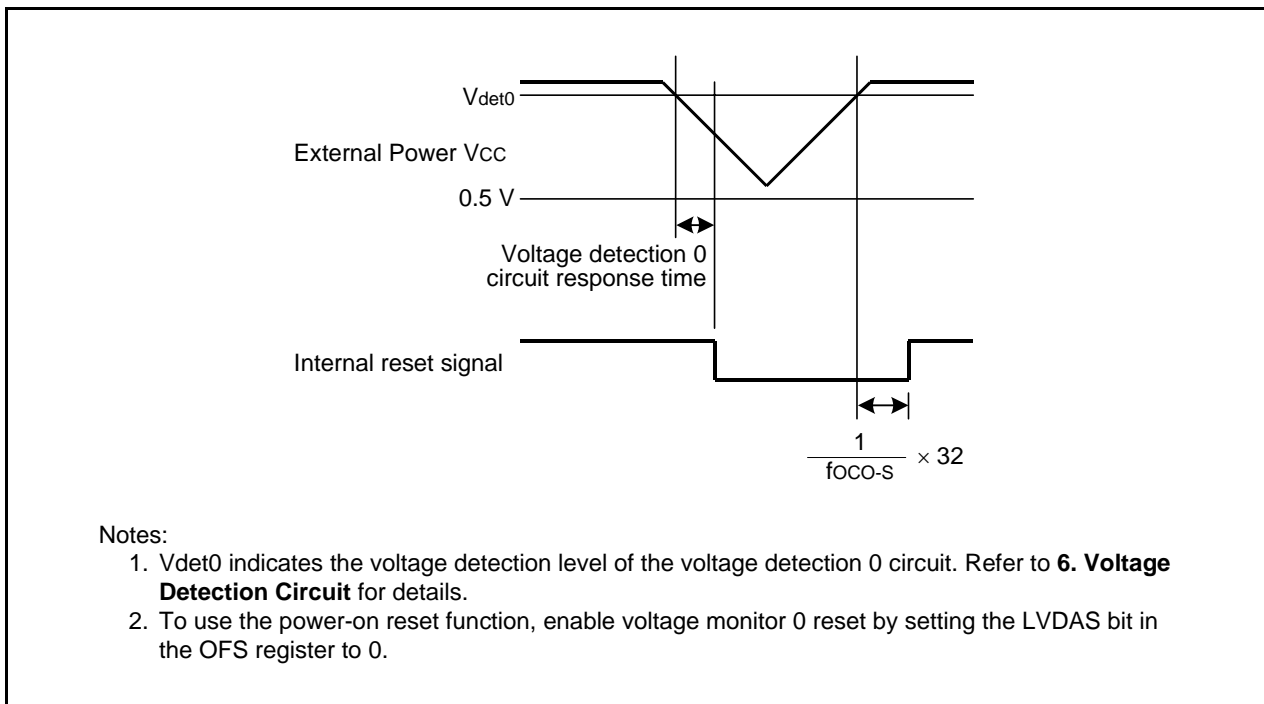 Vdet0
External Power VCC
0.5 V
Voltage detection 0
circuit response time
Internal reset signal
1
fOCO-S
× 32
Notes:
1. Vdet0 indicates the voltage detection level of the voltage detection 0 circuit. Refer to 6. Voltage
Detection Circuit for details.
2. To use the power-on reset function, enable voltage monitor 0 reset by setting the LVDAS bit in
the OFS register to 0.